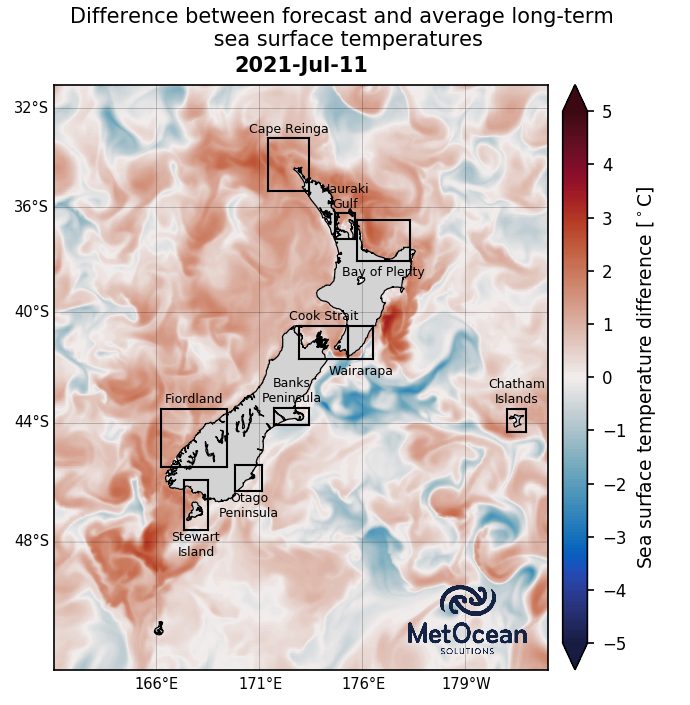 Difference between forecast and average long-term
sea surface temperatures
2021-Jul-11
32°S
36°S
40°S
44°S
48°S
Cape Reinga
Hauraki
Gulf
Bay of Plenty
Cook Strait
Wairarapa
Banks
Peninsula
Fiordland
Chatham
Islands
Otago
Peninsula
Stewart
Island
MetOcean
SOLUTIONS
166°E
171°E
176°E
179°W
5
4
3
2
1
0
−1
−2
−3
−4
−5
Sea surface temperature difference [°C]